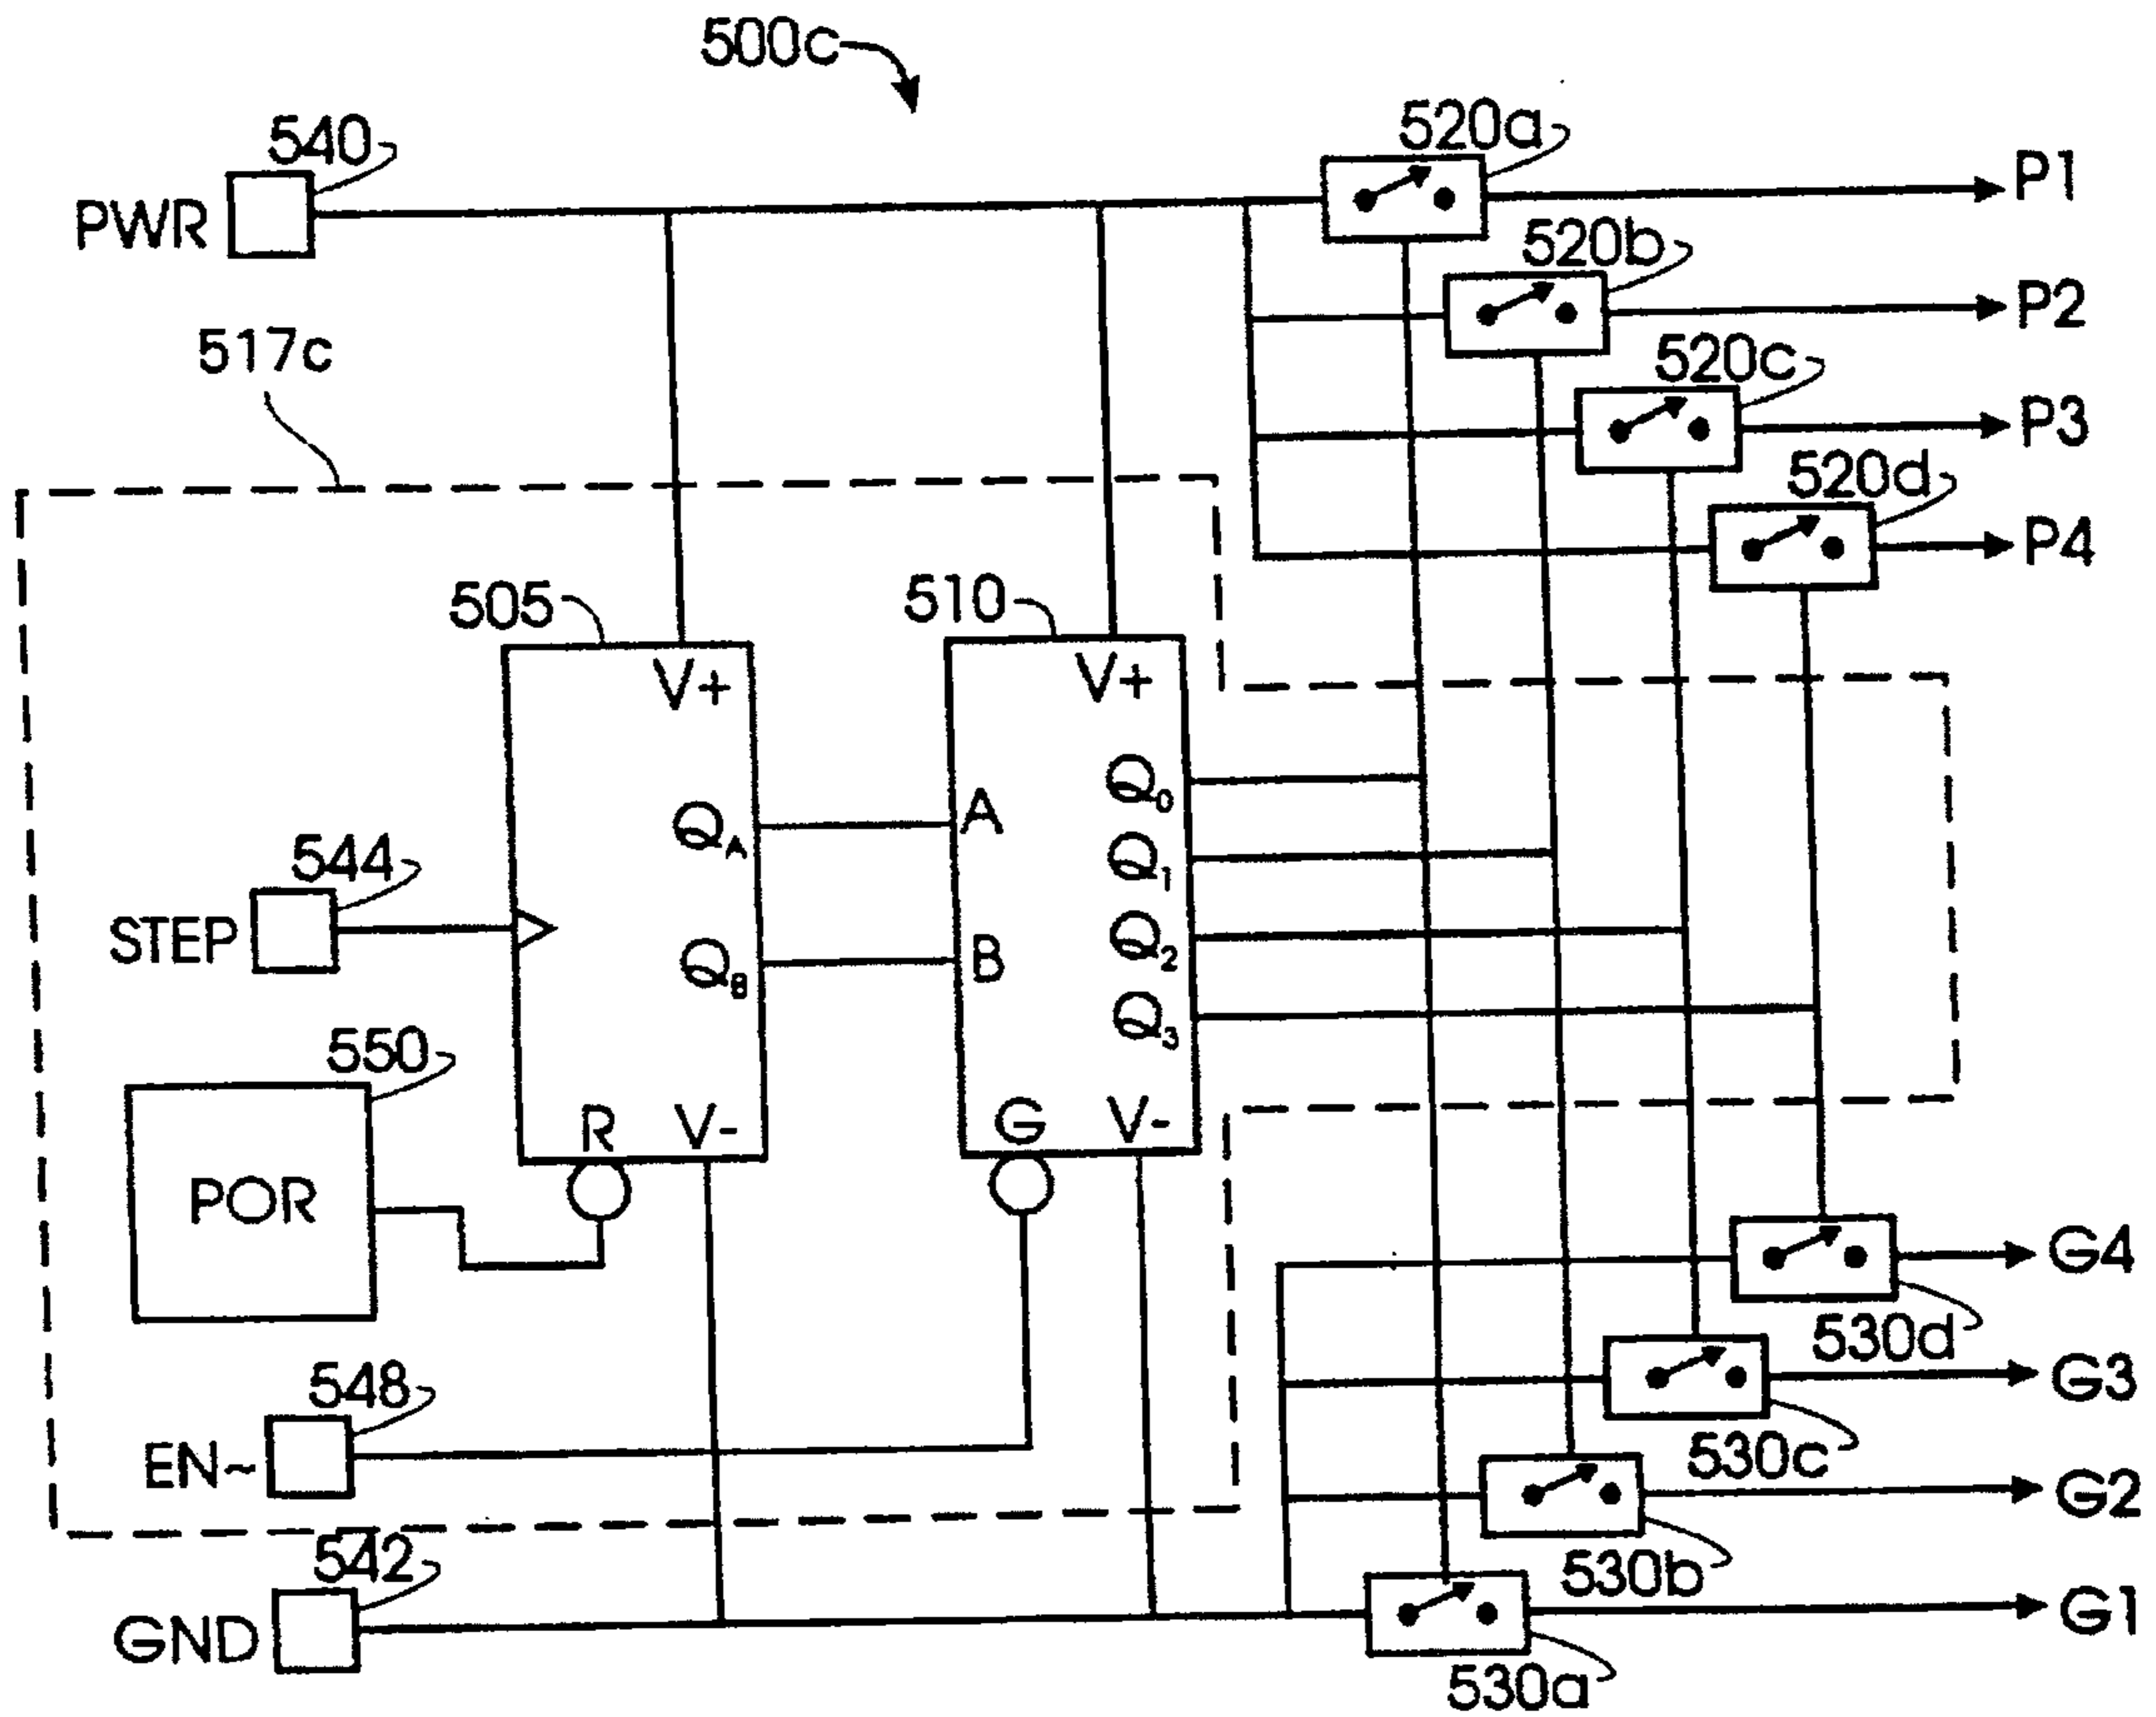 500c
540
PWR
520a
P1
520b
P2
517c
520c
P3
520d
P4
505
510
V+
V+
Q0
QA
A
Q1
544
STEP
Q2
QB
B
Q3
550
POR
R
V-
G
V-
G4
530d
548
EN~
G3
530c
G2
542
530b
GND
G1
530a